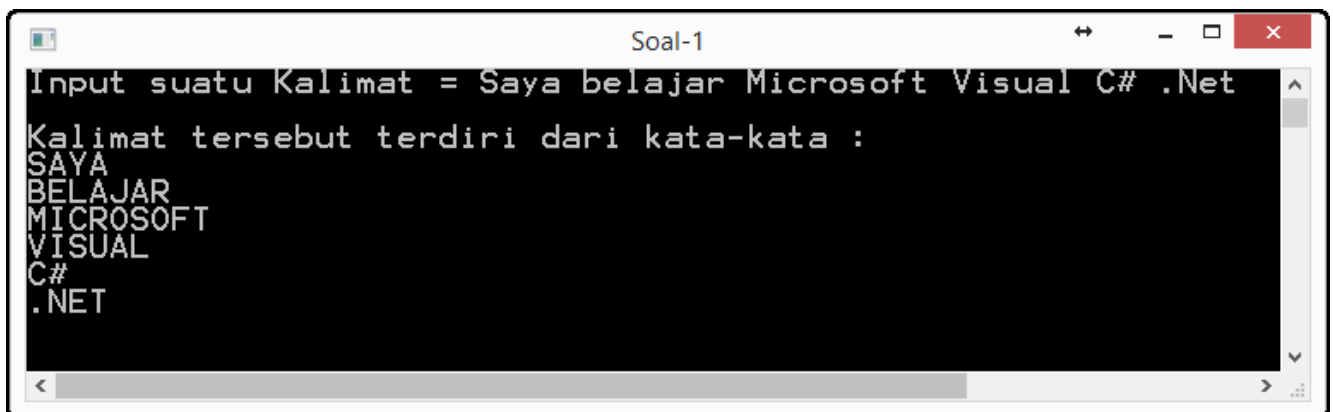 Soal-1
Input suatu Kalimat = Saya belajar Microsoft Visual C# .Net
Kalimat tersebut terdiri dari kata-kata :
SAYA
BELAJAR
MICROSOFT
VISUAL
C#
.NET